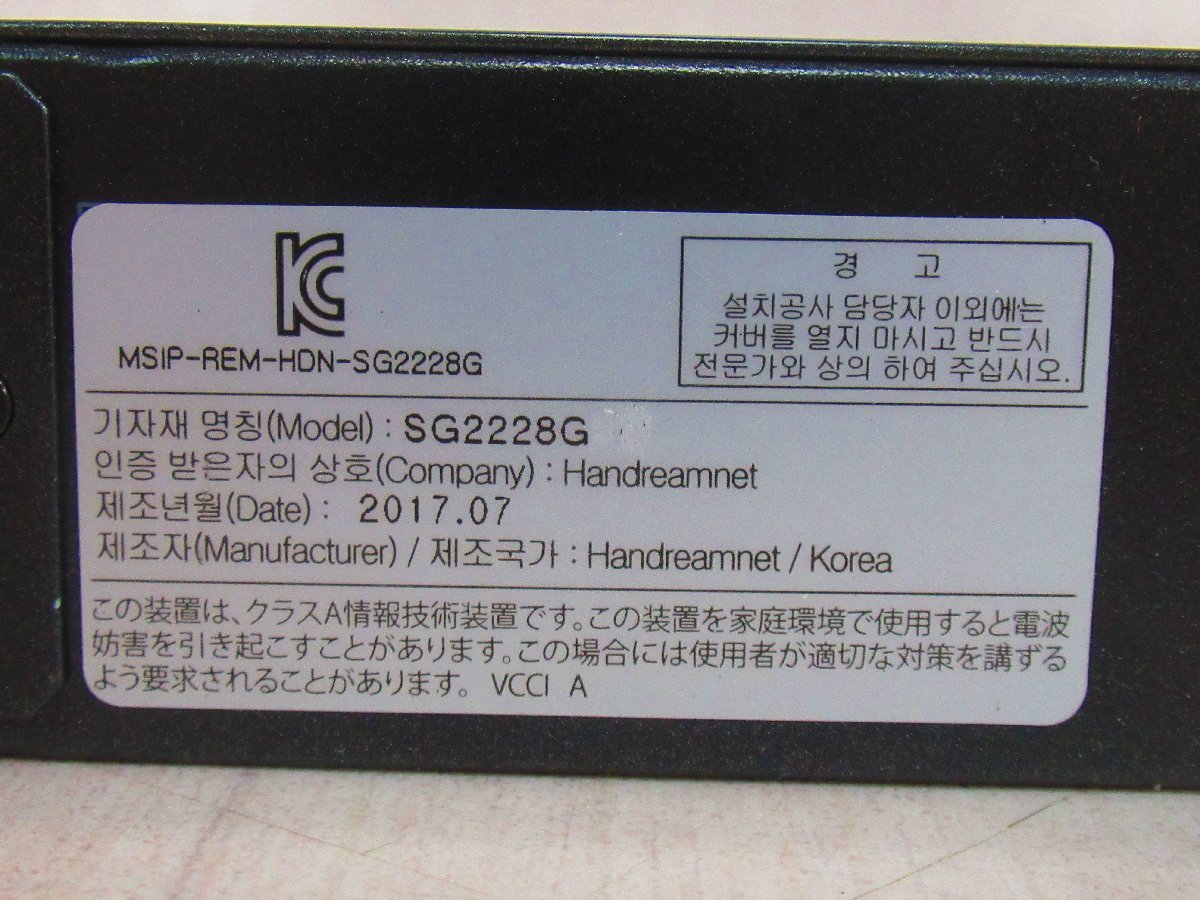 KC
MSIP-REM-HDN-SG2228G
경 고
설치공사 담당자 이외에는
커버를 열지 마시고 반드시
전문가와 상의 하여 주십시오.
기자재 명칭(Model) : SG2228G
인증 받은자의 상호(Company) : Handreamnet
제조년월(Date) : 2017.07
제조자(Manufacturer) / 제조국가 : Handreamnet / Korea
この装置は、クラスA情報技術装置です。この装置を家庭環境で使用すると電波
妨害を引き起こすことがあります。この場合には使用者が適切な対策を講ずる
よう要求されることがあります。 VCCI A